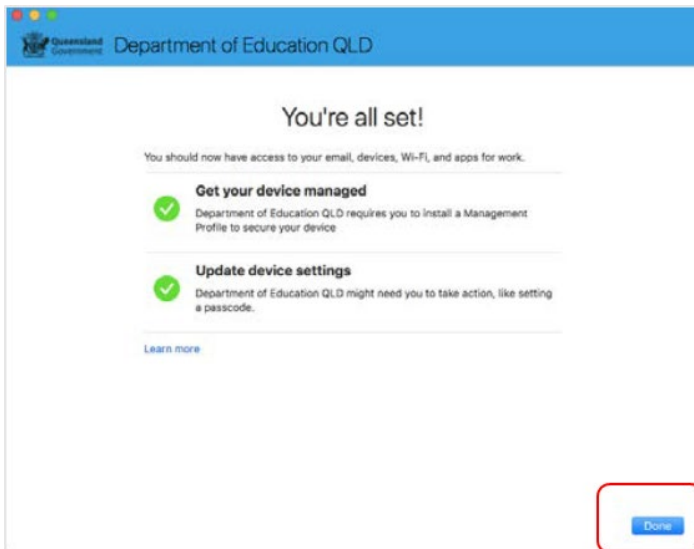 Queensland
Government
Department of Education QLD
You're all set!
You should now have access to your email, devices, Wi-Fi, and apps for work.
Get your device managed
Department of Education QLD requires you to install a Management
Profile to secure your device
Update device settings
Department of Education QLD might need you to take action, like setting
a passcode.
Learn more
Done